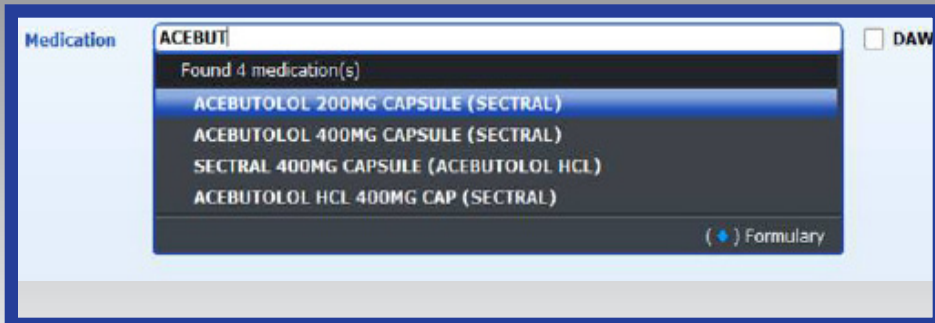 Medication ACEBUT DAW
Found 4 medication(s)
ACEBUTOLOL 200MG CAPSULE (SECTRAL)
ACEBUTOLOL 400MG CAPSULE (SECTRAL)
SECTRAL 400MG CAPSULE (ACEBUTOLOL HCL)
ACEBUTOLOL HCL 400MG CAP (SECTRAL)
( ) Formulary